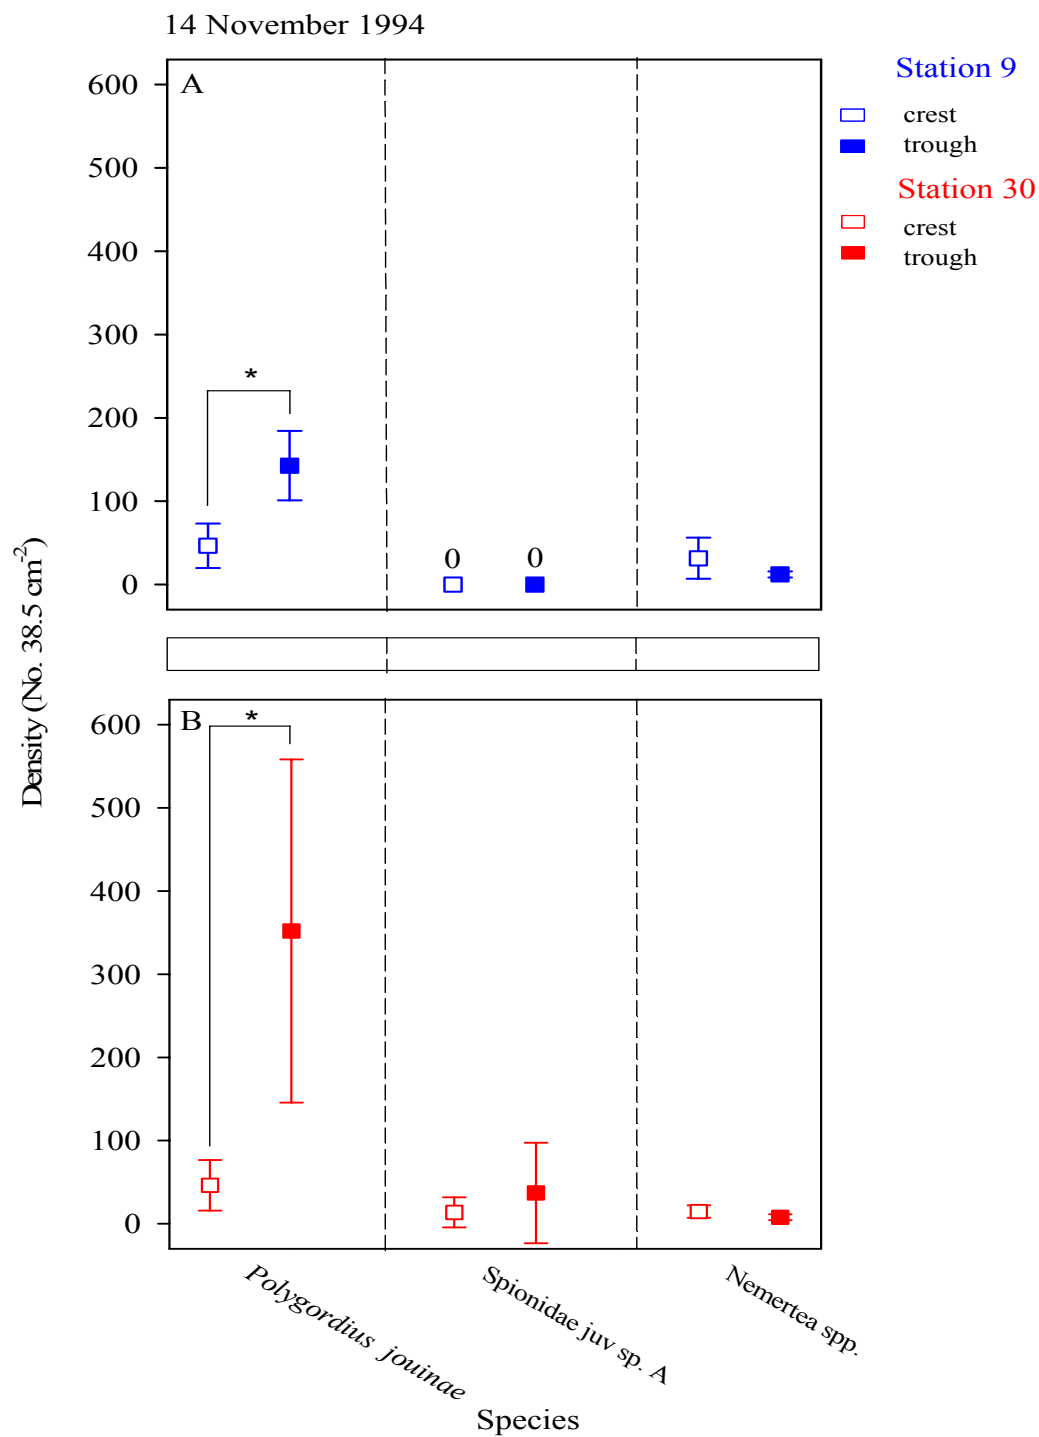 14 November 1994
Station 9
crest
trough
Station 30
crest
trough
A
600
500
400
300
200
100
0
*
0 0
Density (No. 38.5 cm⁻²)
B
600
500
400
300
200
100
0
*
Polygordius jouinae
Spionidae juv sp. A
Nemertea spp.
Species